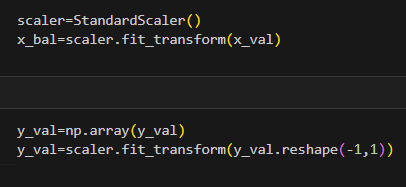 scaler=StandardScaler()
x_bal=scaler.fit_transform(x_val)
y_val=np.array(y_val)
y_val=scaler.fit_transform(y_val.reshape(-1,1))